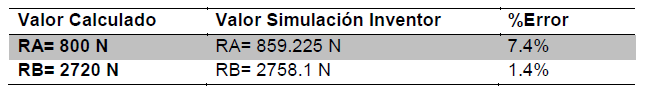 Valor Calculado Valor Simulación Inventor %Error
RA= 800 N RA= 859.225 N 7.4%
RB= 2720 N RB= 2758.1 N 1.4%